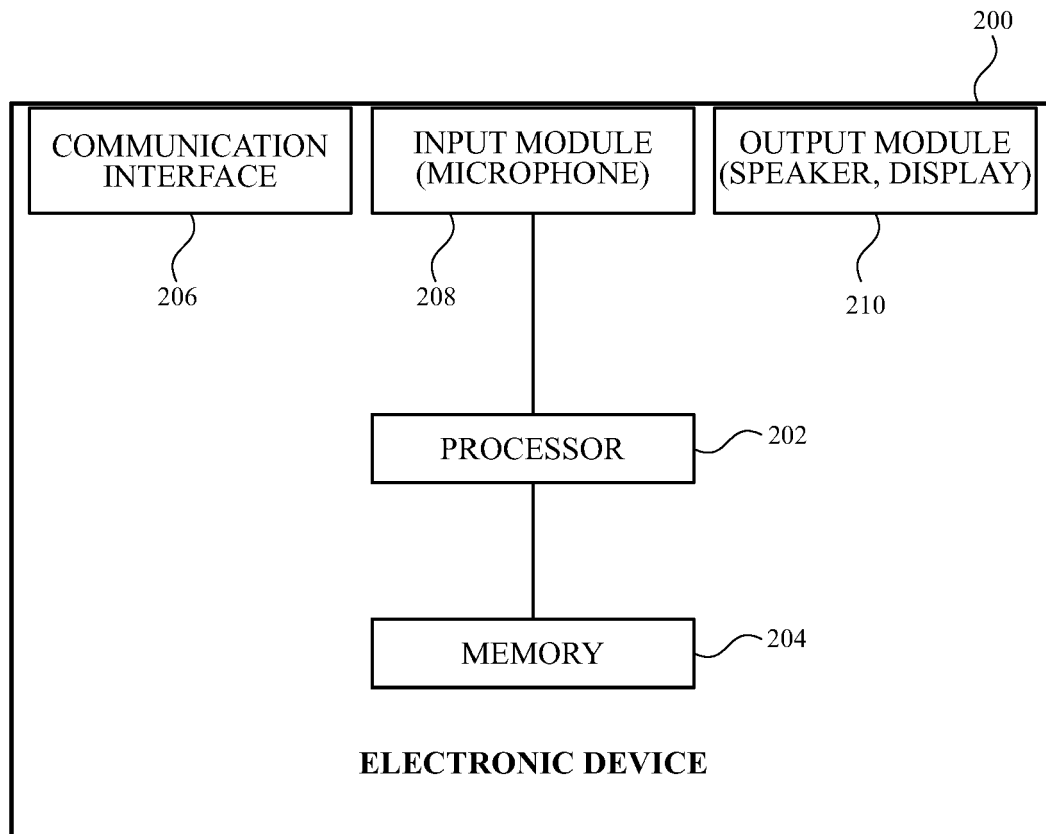 200
COMMUNICATION
INTERFACE
INPUT MODULE
(MICROPHONE)
OUTPUT MODULE
(SPEAKER, DISPLAY)
206
208
210
PROCESSOR
202
MEMORY
204
ELECTRONIC DEVICE